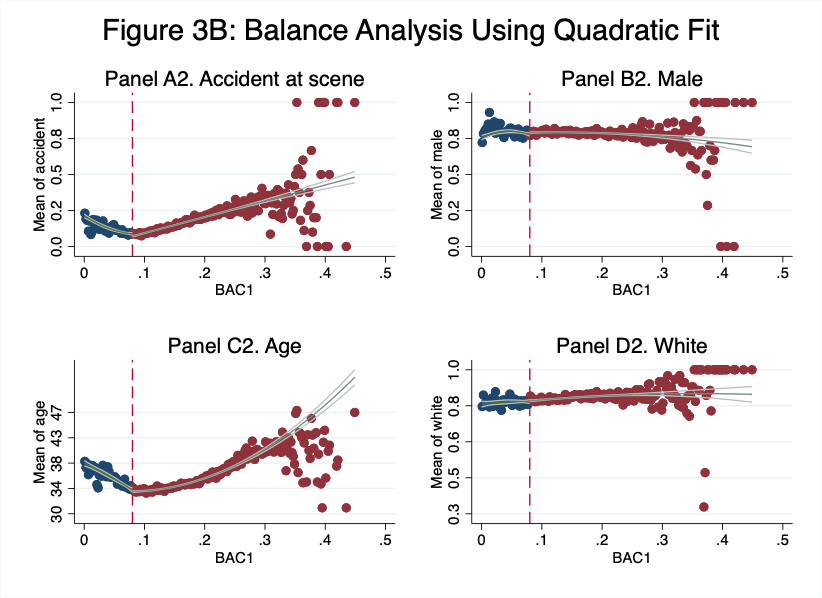 Figure 3B: Balance Analysis Using Quadratic Fit
Panel A2. Accident at scene
Mean of accident
1.0
0.8
0.5
0.2
0.0
0 .1 .2 .3 .4 .5
BAC1
Panel B2. Male
Mean of male
1.0
0.8
0.5
0.2
0.0
0 .1 .2 .3 .4 .5
BAC1
Panel C2. Age
Mean of age
47
43
38
34
30
0 .1 .2 .3 .4 .5
BAC1
Panel D2. White
Mean of white
1.0
0.8
0.6
0.5
0.3
0 .1 .2 .3 .4 .5
BAC1